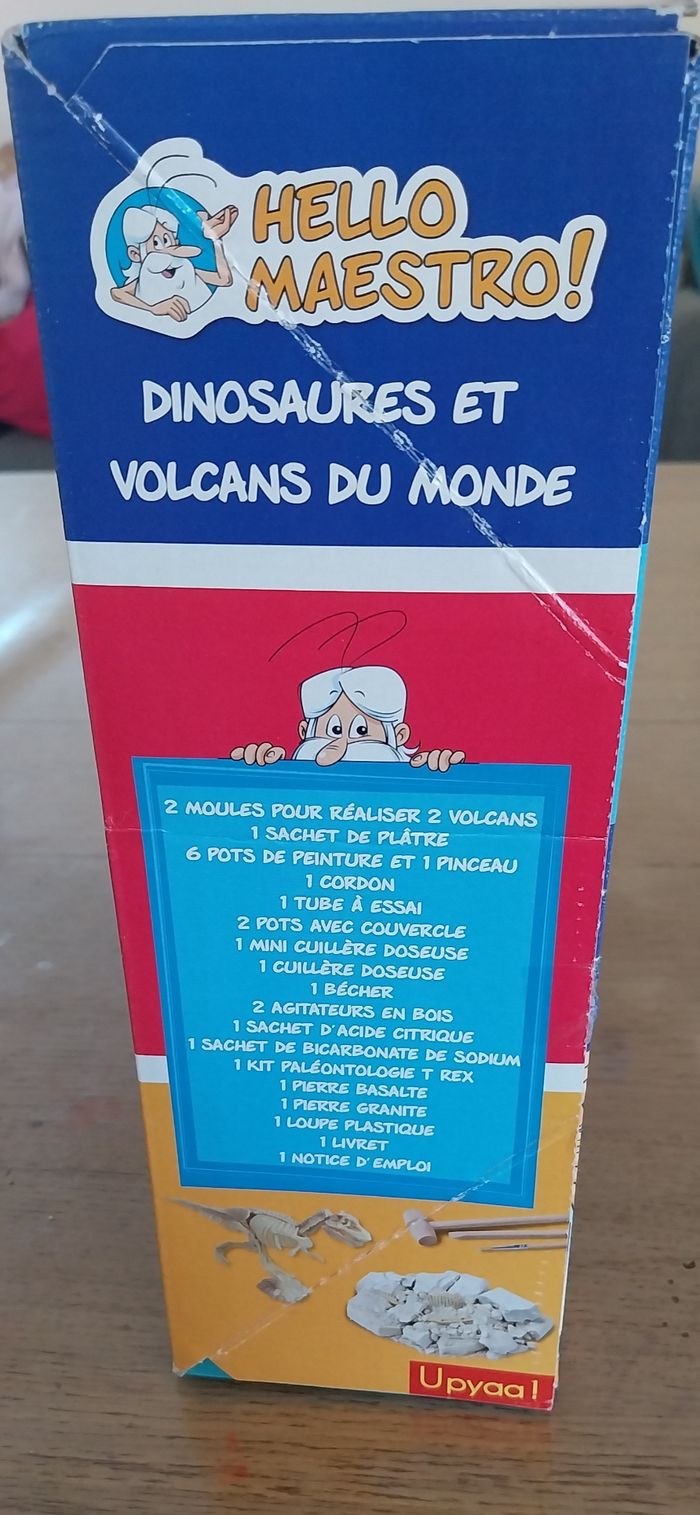 HELLO
MAESTRO!
DINOSAURES ET
VOLCANS DU MONDE
2 MOULES POUR RÉALISER 2 VOLCANS
1 SACHET DE PLÂTRE
6 POTS DE PEINTURE ET 1 PINCEAU
1 CORDON
1 TUBE À ESSAI
2 POTS AVEC COUVERCLE
1 MINI CUILLÈRE DOSEUSE
1 CUILLÈRE DOSEUSE
1 BÉCHER
2 AGITATEURS EN BOIS
1 SACHET D'ACIDE CITRIQUE
1 SACHET DE BICARBONATE DE SODIUM
1 KIT PALÉONTOLOGIE T REX
1 PIERRE BASALTE
1 PIERRE GRANITE
1 LOUPE PLASTIQUE
1 LIVRET
1 NOTICE D'EMPLOI
Upyaa!